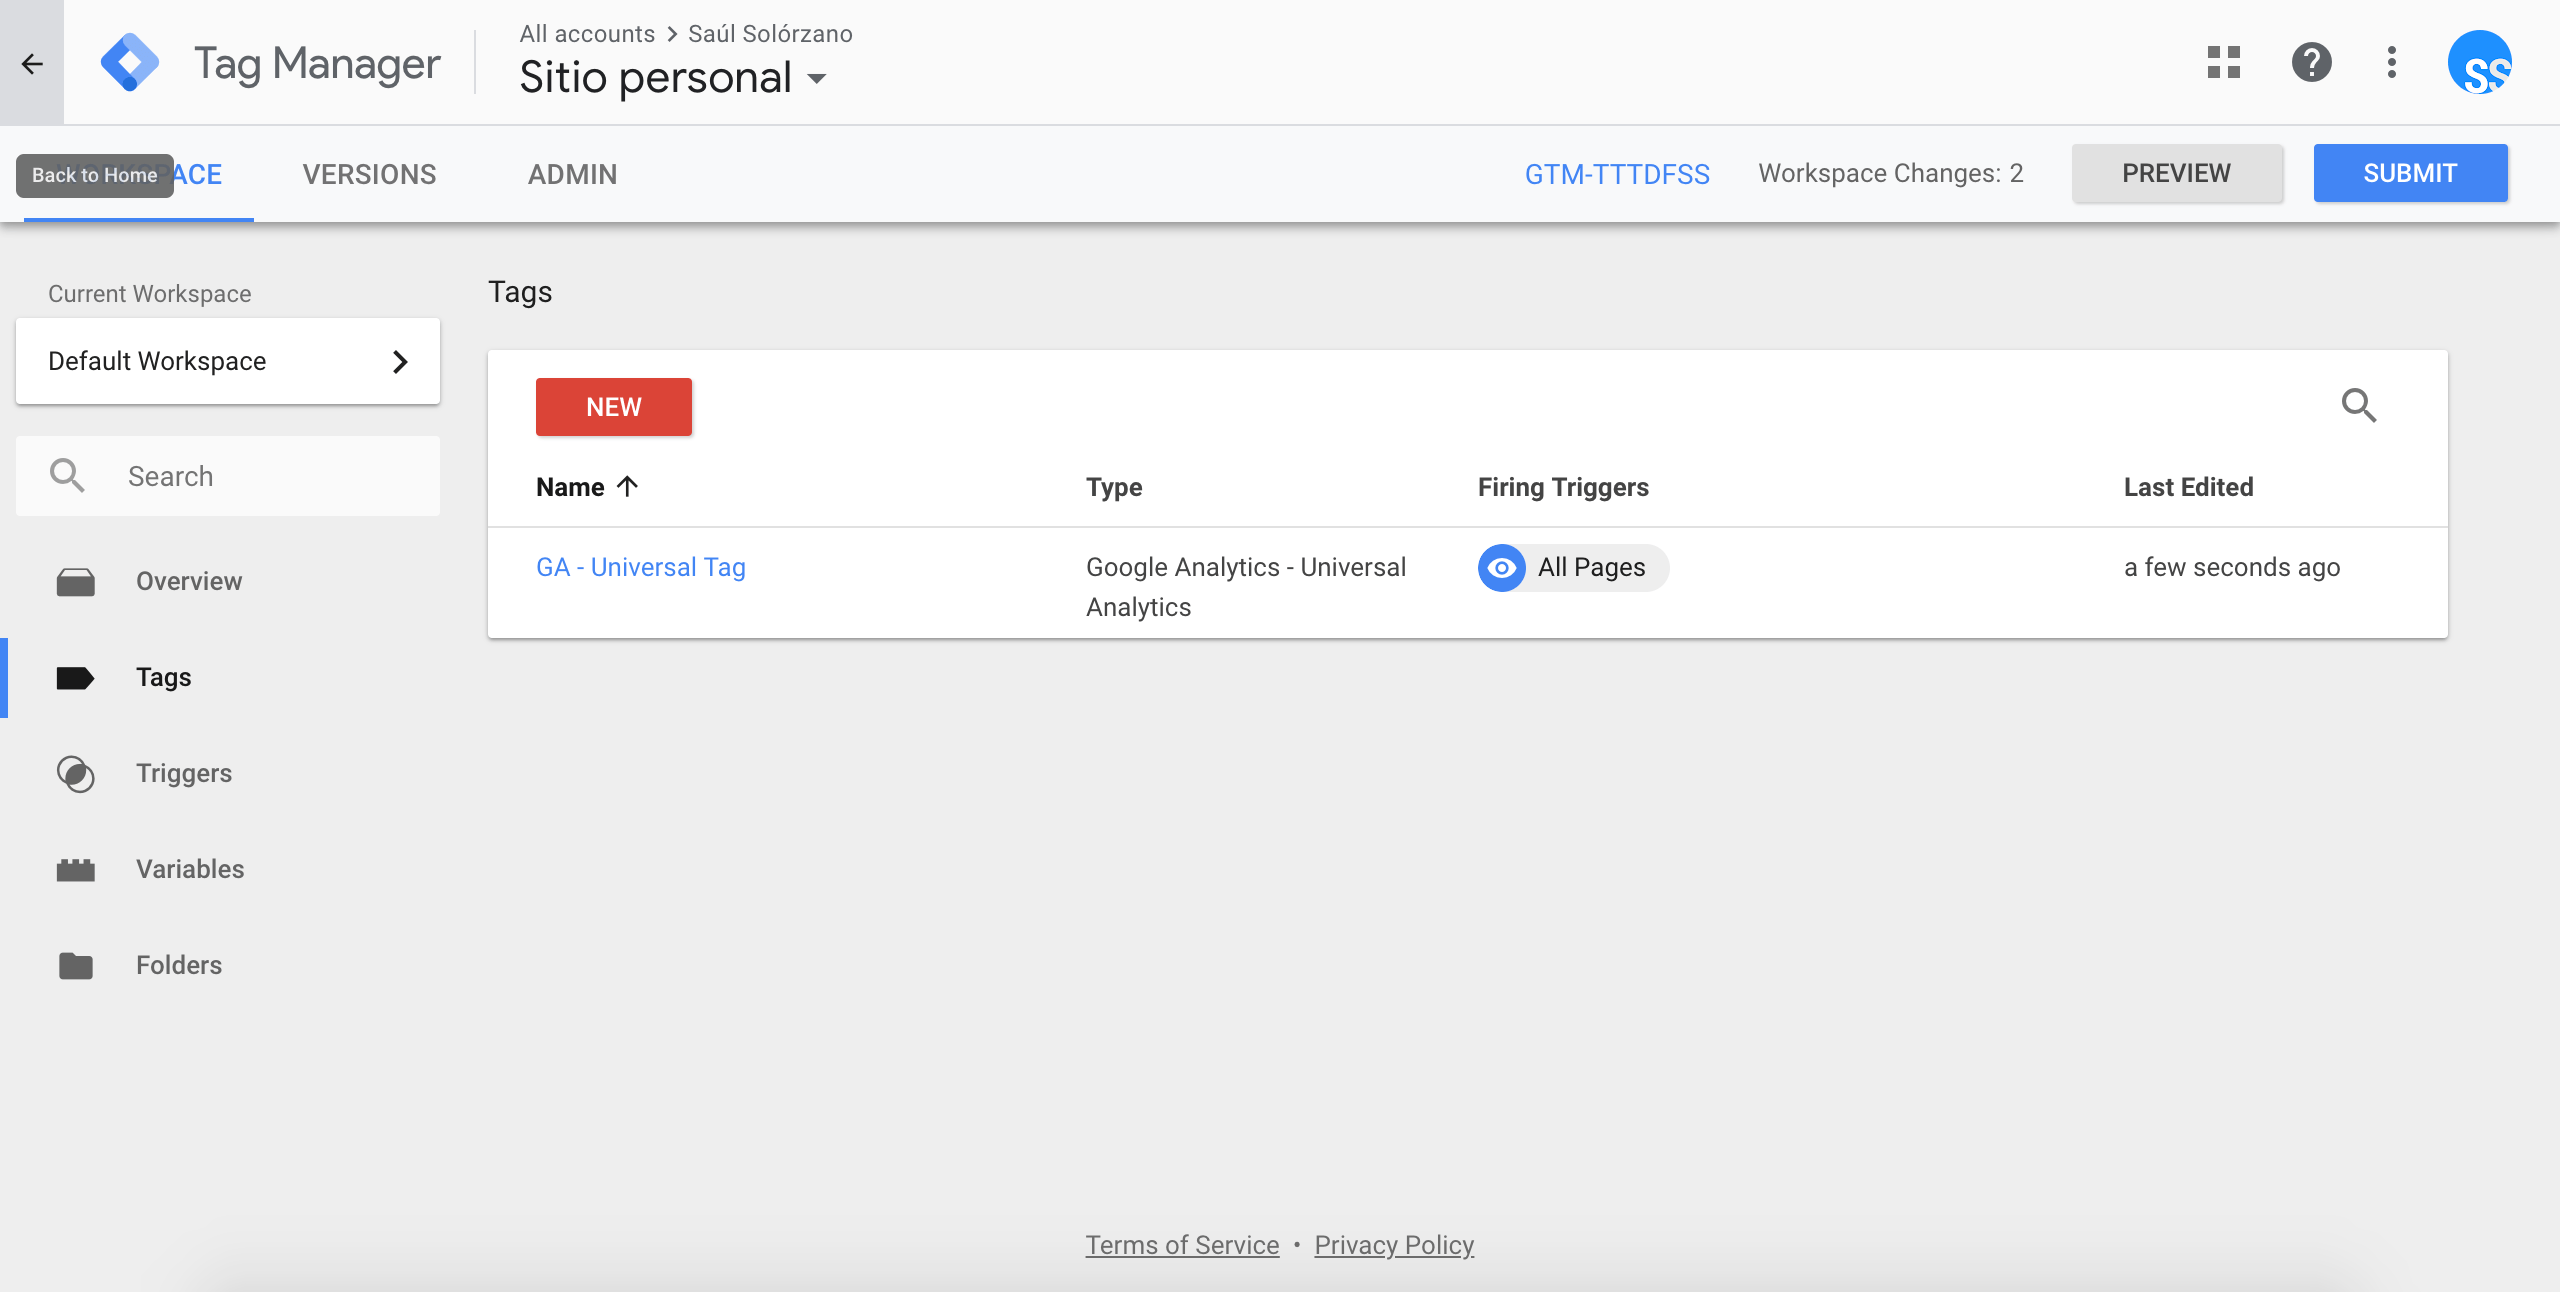 Tag Manager
All accounts > Saúl Solórzano
Sitio personal
?
SS
Back to Home
ACE
VERSIONS
ADMIN
GTM-TTTDFSS
Workspace Changes: 2
PREVIEW
SUBMIT
Current Workspace
Default Workspace
Search
Overview
Tags
Triggers
Variables
Folders
Tags
NEW
Name
Type
Firing Triggers
Last Edited
GA - Universal Tag
Google Analytics - Universal
Analytics
All Pages
a few seconds ago
Terms of Service • Privacy Policy